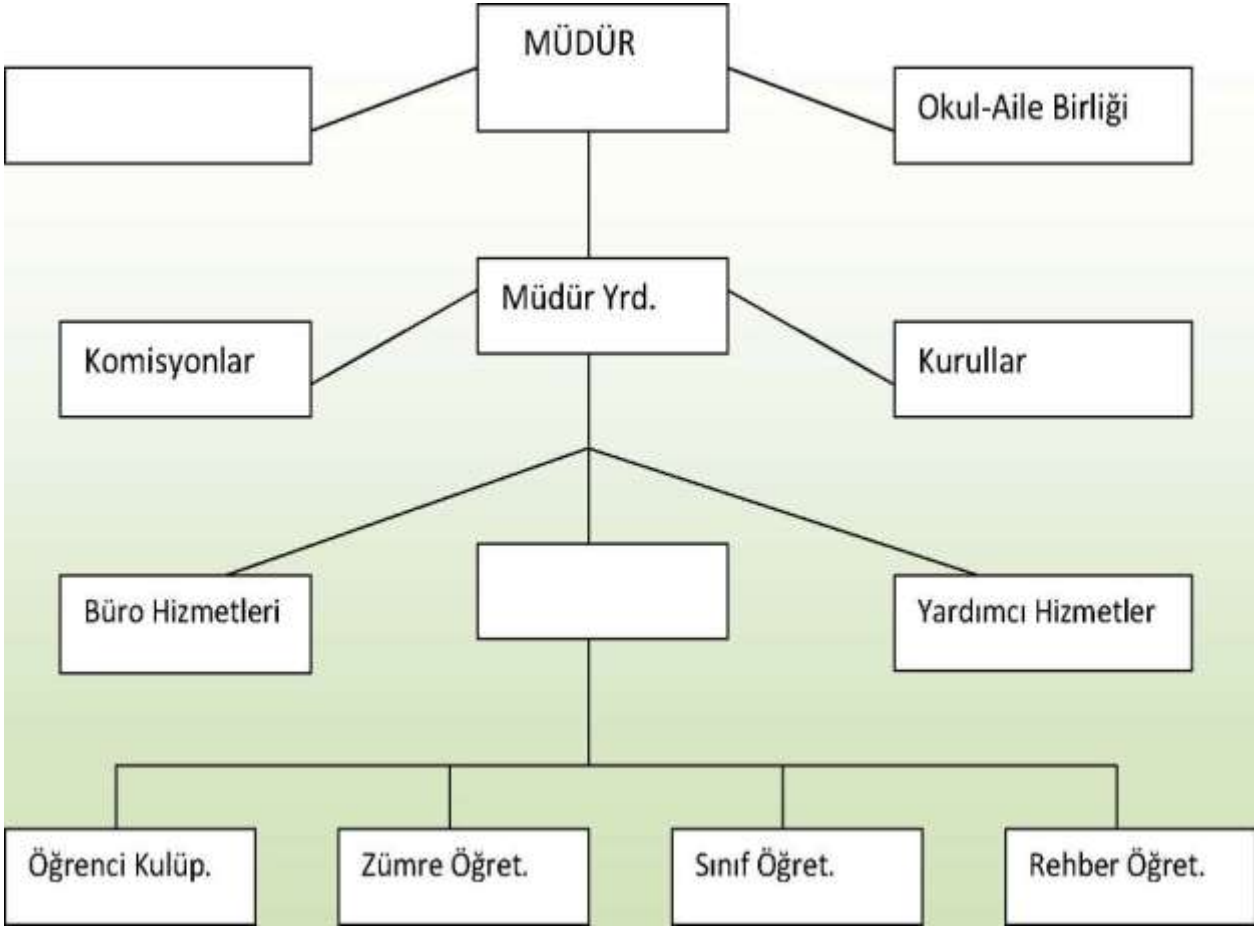 MÜDÜR
Okul-Aile Birliği
Müdür Yrd.
Komisyonlar
Kurullar
Büro Hizmetleri
Yardımcı Hizmetler
Öğrenci Kulüp.
Zümre Öğret.
Sınıf Öğret.
Rehber Öğret.